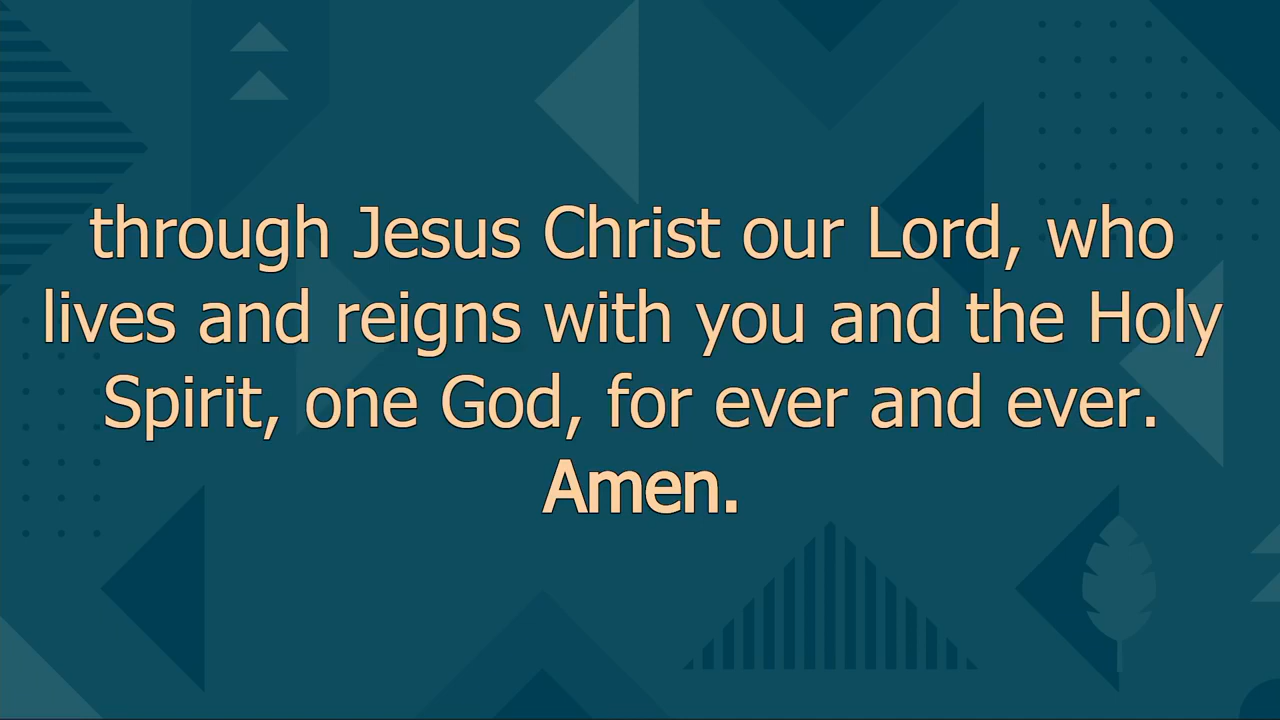 through Jesus Christ our Lord, who
lives and reigns with you and the Holy
Spirit, one God, for ever and ever.
Amen.